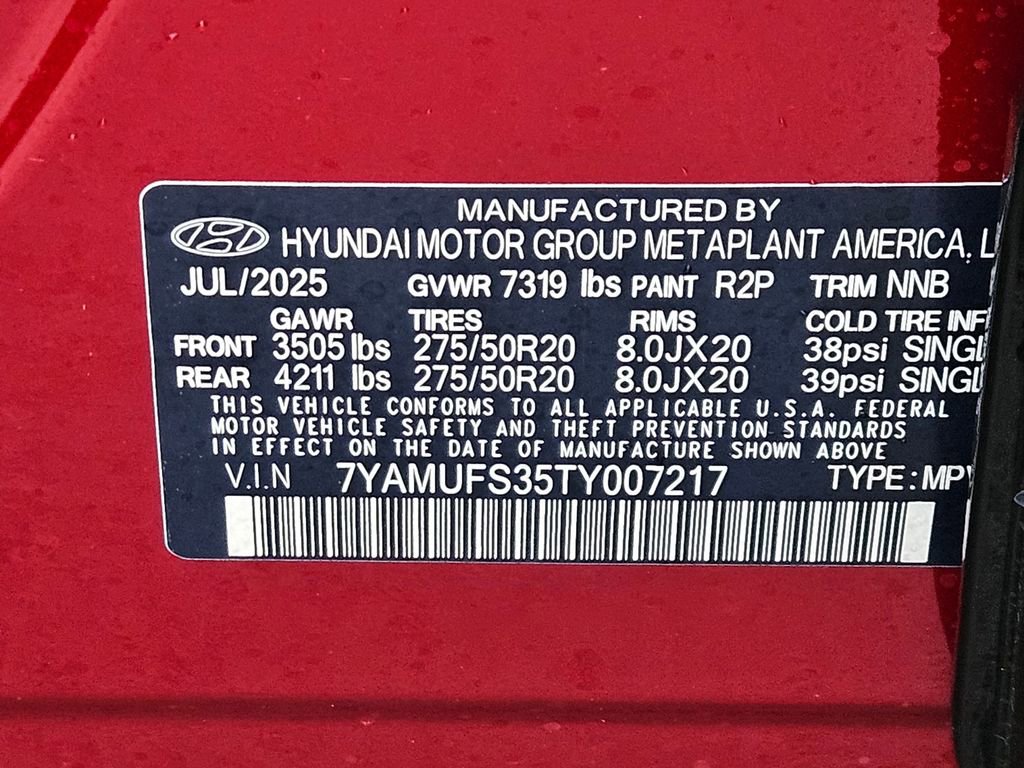 MANUFACTURED BY
HYUNDAI MOTOR GROUP METAPLANT AMERICA, L
JUL/2025 GVWR 7319 lbs PAINT R2P TRIM NNB
GAWR TIRES RIMS COLD TIRE INF
FRONT 3505 lbs 275/50R20 8.0JX20 38psi SINGL
REAR 4211 lbs 275/50R20 8.0JX20 39psi SINGL
THIS VEHICLE CONFORMS TO ALL APPLICABLE U.S.A. FEDERAL
MOTOR VEHICLE SAFETY AND THEFT PREVENTION STANDARDS
IN EFFECT ON THE DATE OF MANUFACTURE SHOWN ABOVE
V.I.N 7YAMUFS35TY007217 TYPE: MPV